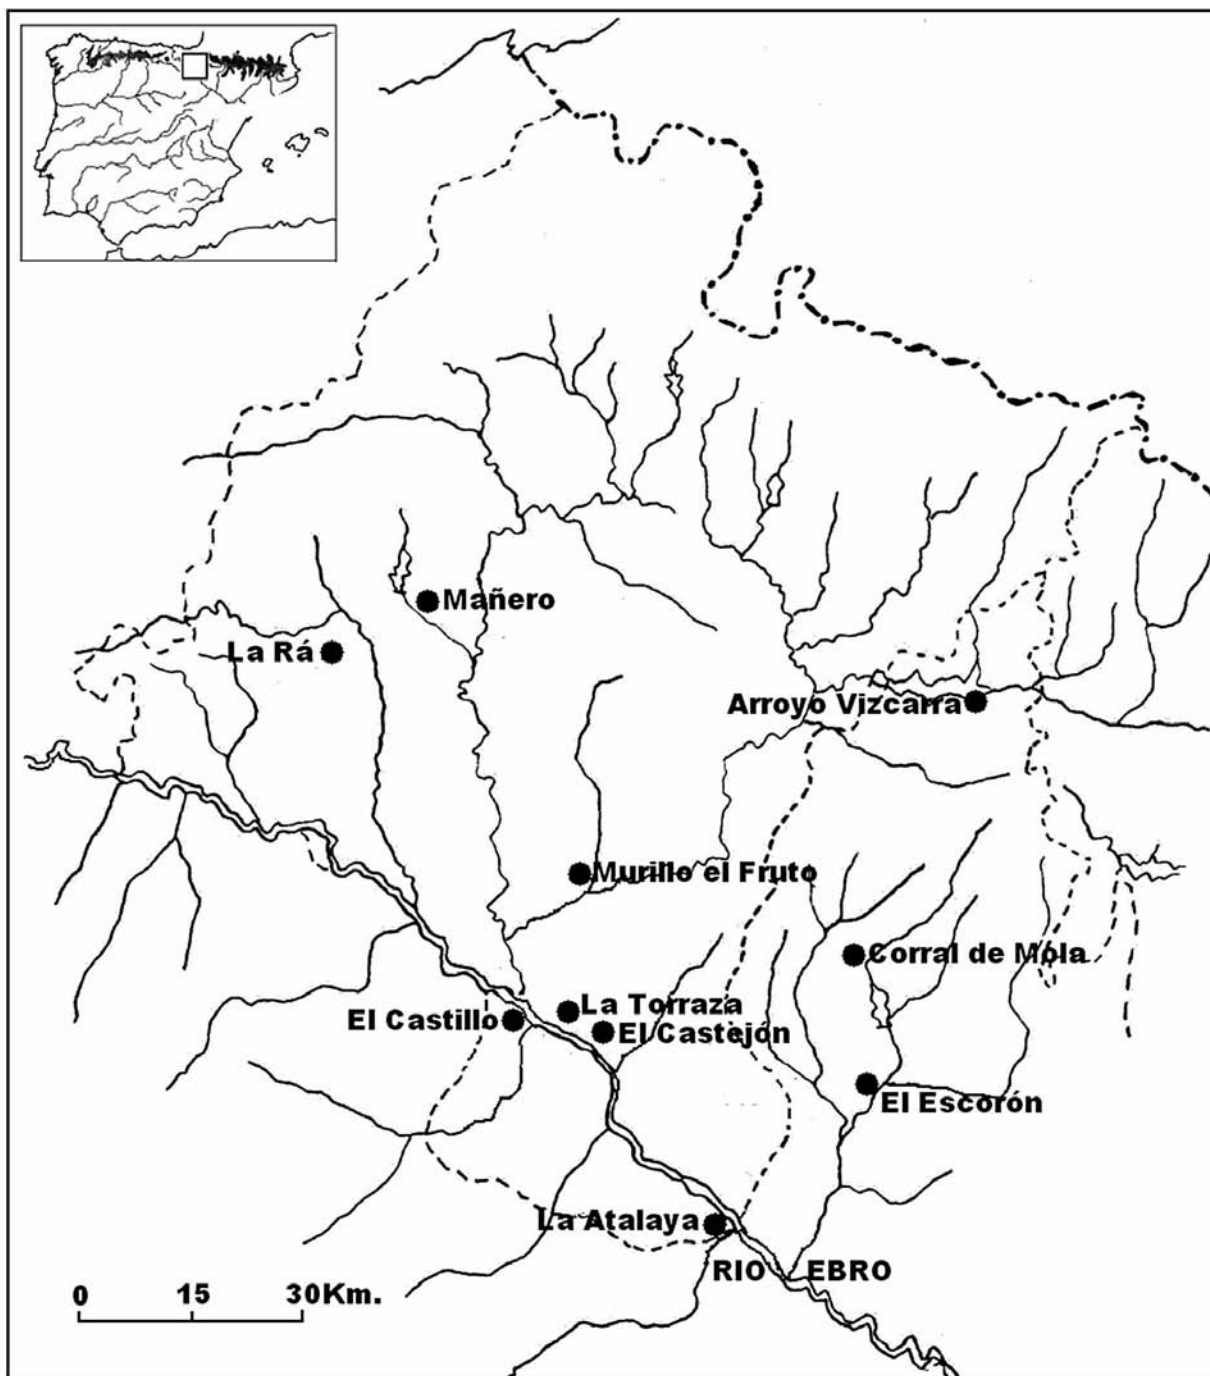 Mañero
La Rá
Arroyo Vizcarra
Murillo el Fruto
Corral de Mola
La Torraza
El Castillo
El Castejón
El Escorón
La Atalaya
RIO EBRO
0 15 30Km.